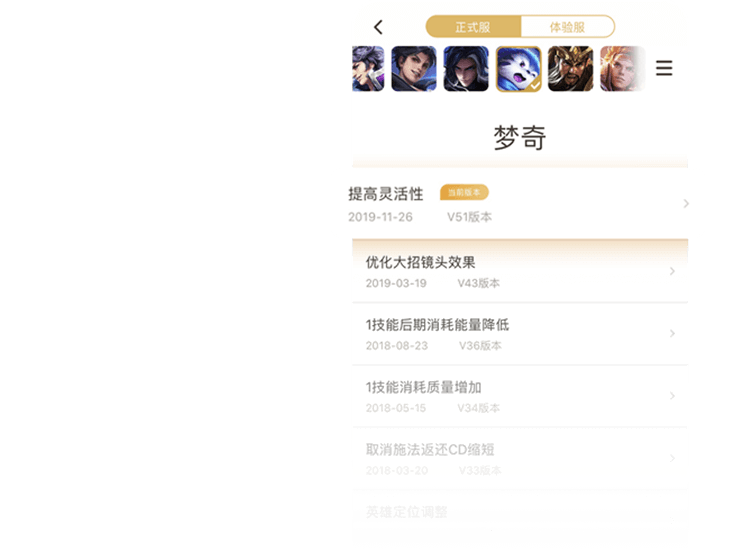 正式服 体验服
梦奇
提高灵活性 当前版本
2019-11-26 V51版本
优化大招镜头效果
2019-03-19 V43版本
1技能后期消耗能量降低
2018-08-23 V36版本
1技能消耗质量增加
2018-05-15 V34版本
取消施法返还CD缩短
2018-03-20 V33版本
英雄定位调整